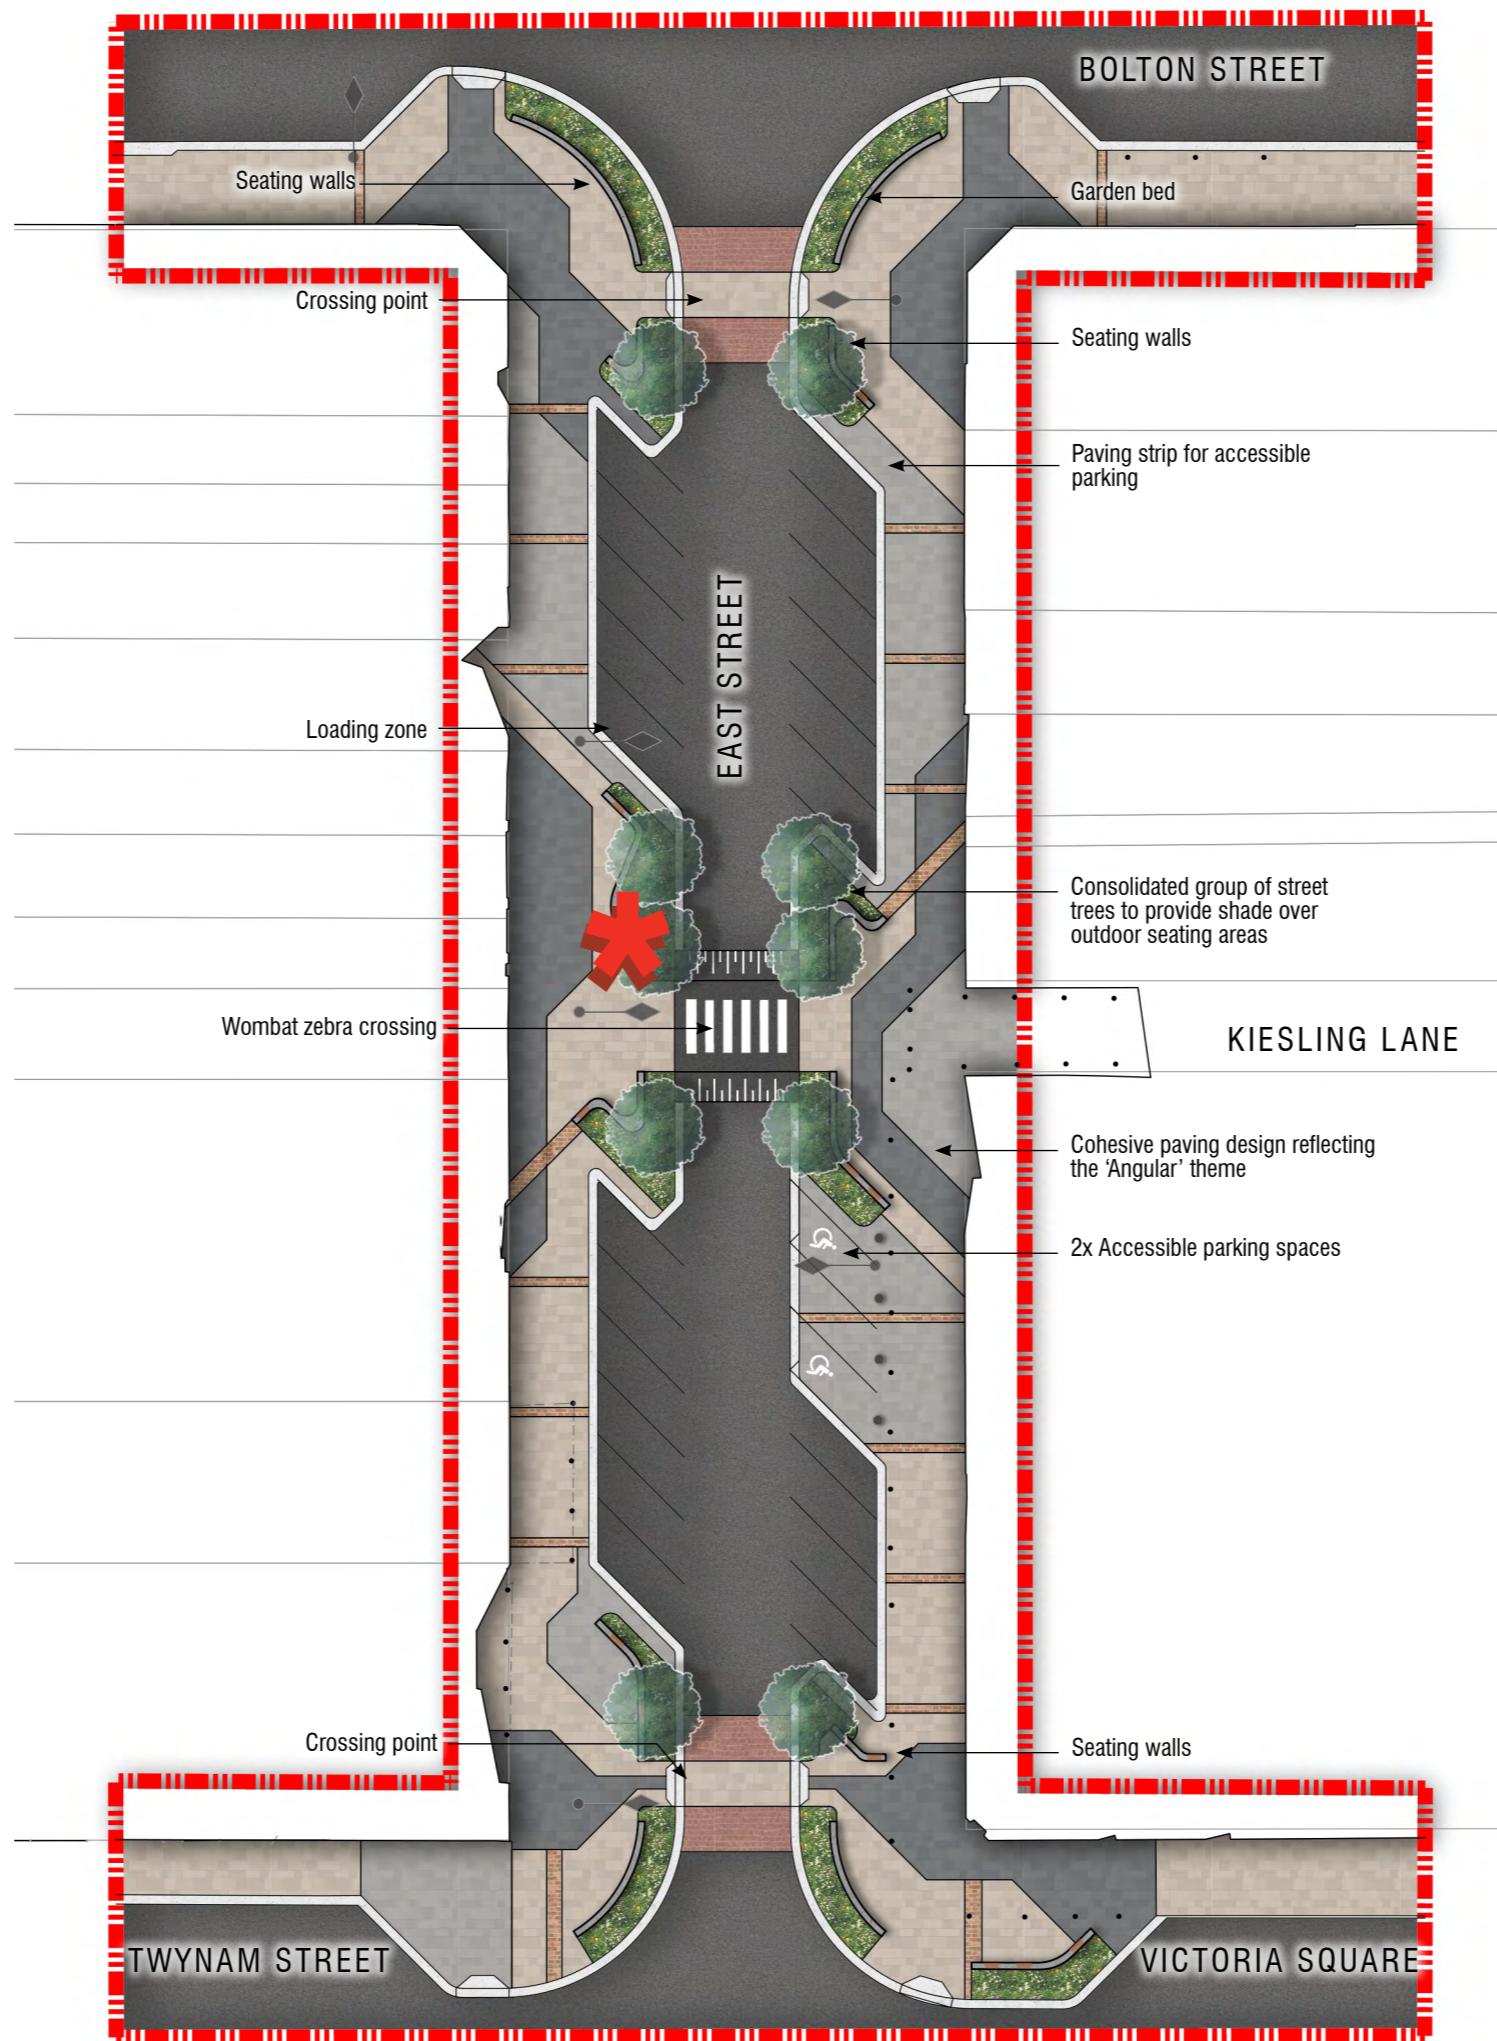 BOLTON STREET
Seating walls
Garden bed
Crossing point
Seating walls
Paving strip for accessible
parking
EAST STREET
Loading zone
Consolidated group of street
trees to provide shade over
outdoor seating areas
Wombat zebra crossing
KIESLING LANE
Cohesive paving design reflecting
the ‘Angular’ theme
2x Accessible parking spaces
Crossing point
Seating walls
TWYNAM STREET
VICTORIA SQUARE